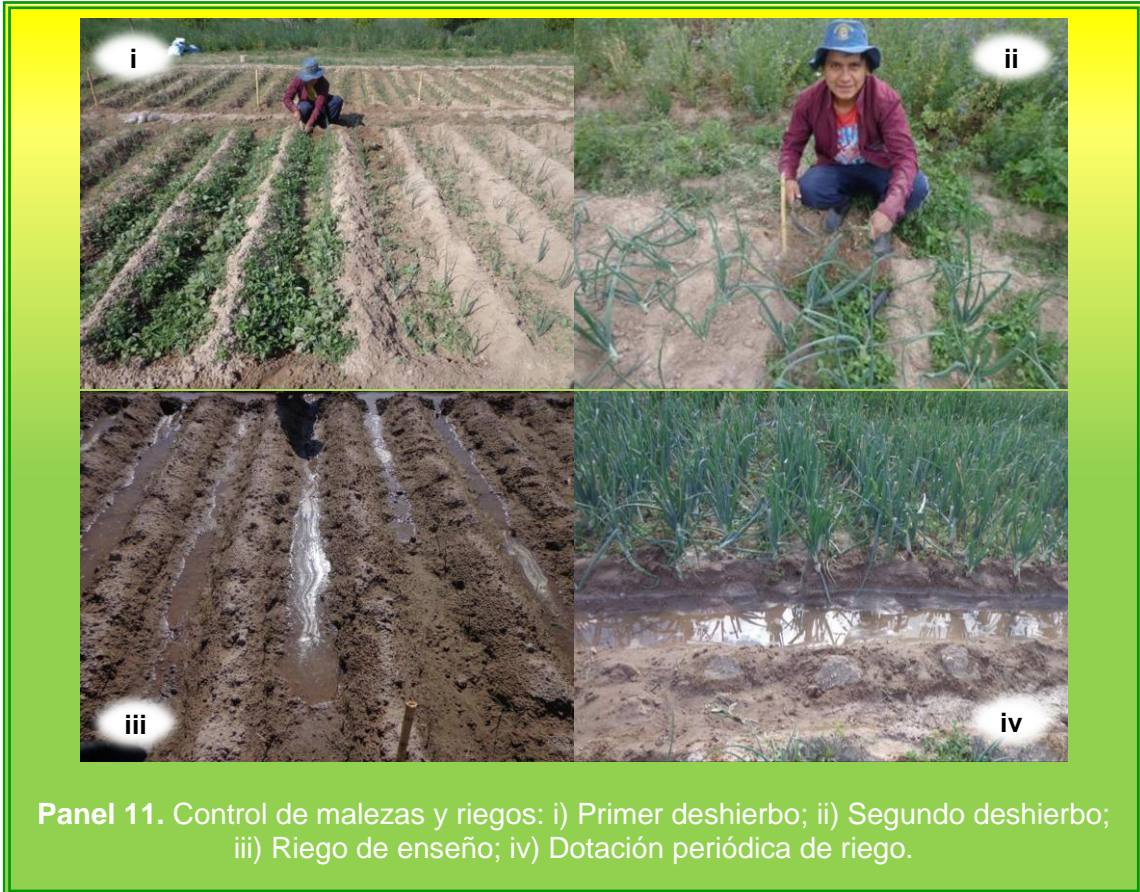 i
ii
iii
iv
Panel 11. Control de malezas y riegos: i) Primer deshierbo; ii) Segundo deshierbo;
iii) Riego de enseño; iv) Dotación periódica de riego.